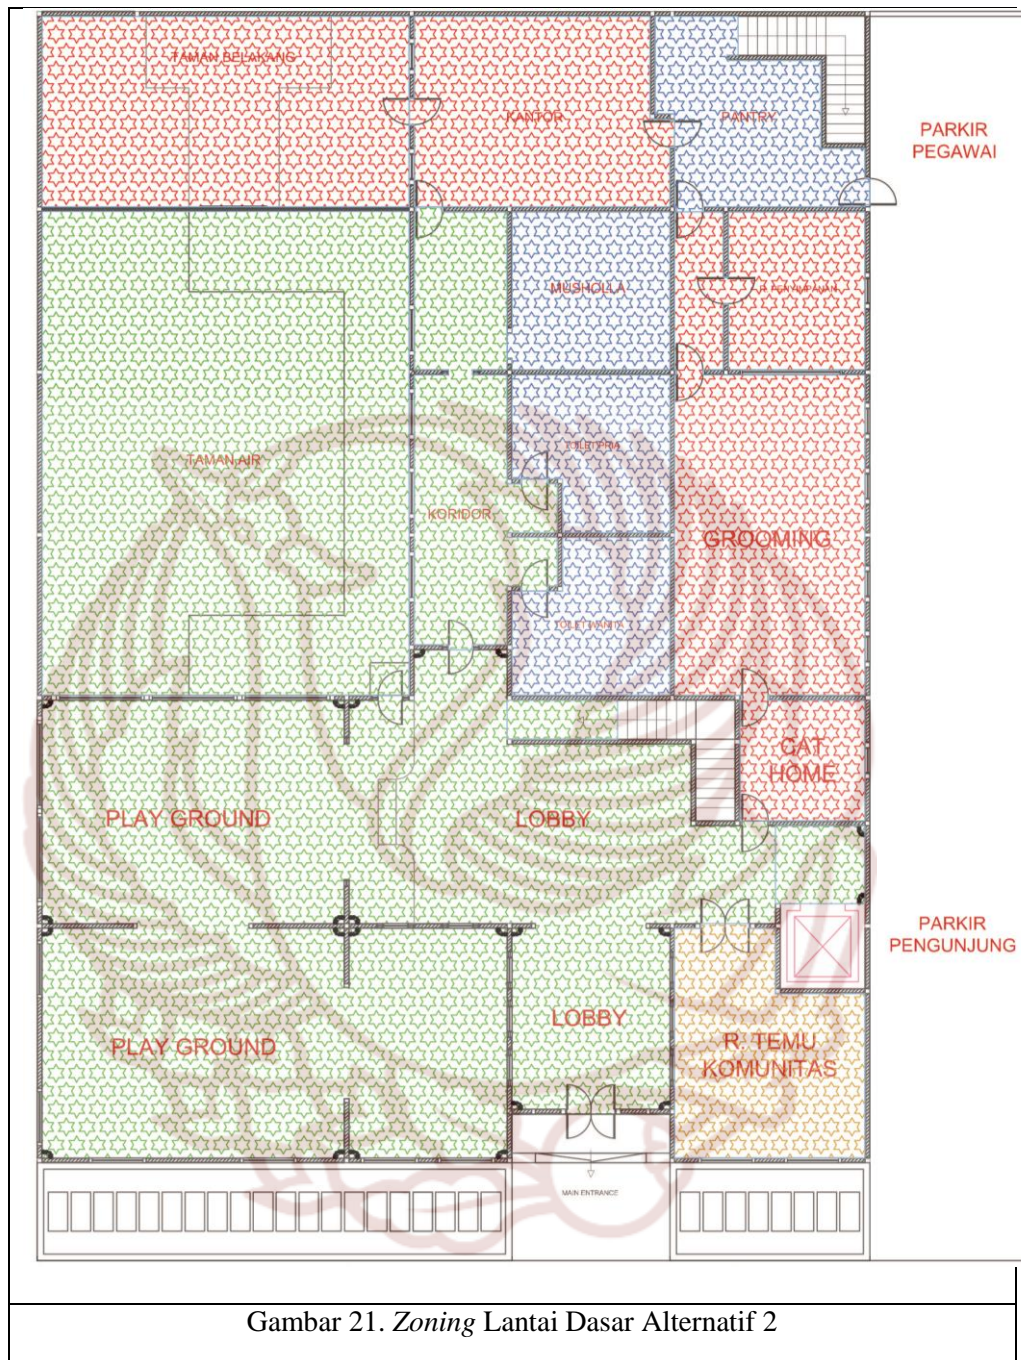 TAMAN BELAKANG
KANTOR
PANTRY
PARKIR
PEGAWAI
MUSHOLLA
R. PENYIMPANAN
TOILET PRIA
TAMAN AIR
KORIDOR
GROOMING
TOILET WANITA
CAT
HOME
PLAY GROUND
LOBBY
PARKIR
PENGUNJUNG
PLAY GROUND
LOBBY
R. TEMU
KOMUNITAS
MAIN ENTRANCE
Gambar 21. Zoning Lantai Dasar Alternatif 2